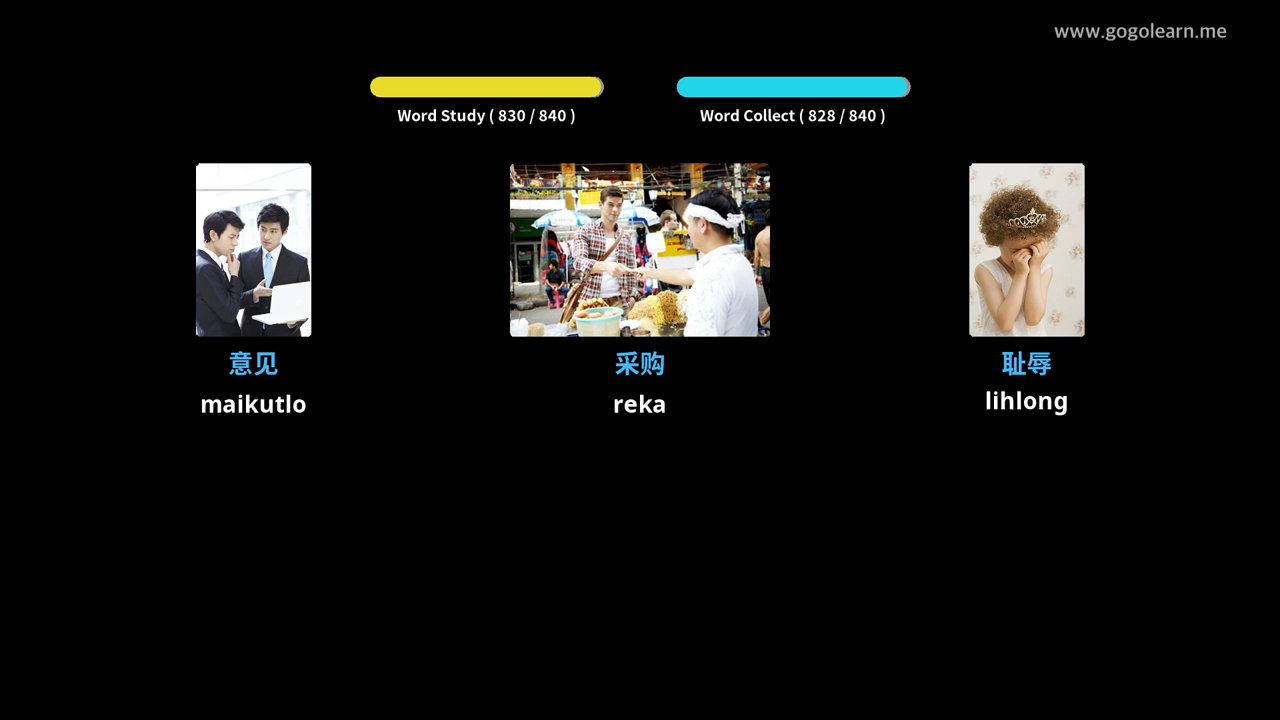 www.gogolearn.me
Word Study ( 830 / 840 )
Word Collect ( 828 / 840 )
意见
采购
耻辱
maikutlo
reka
lihlong